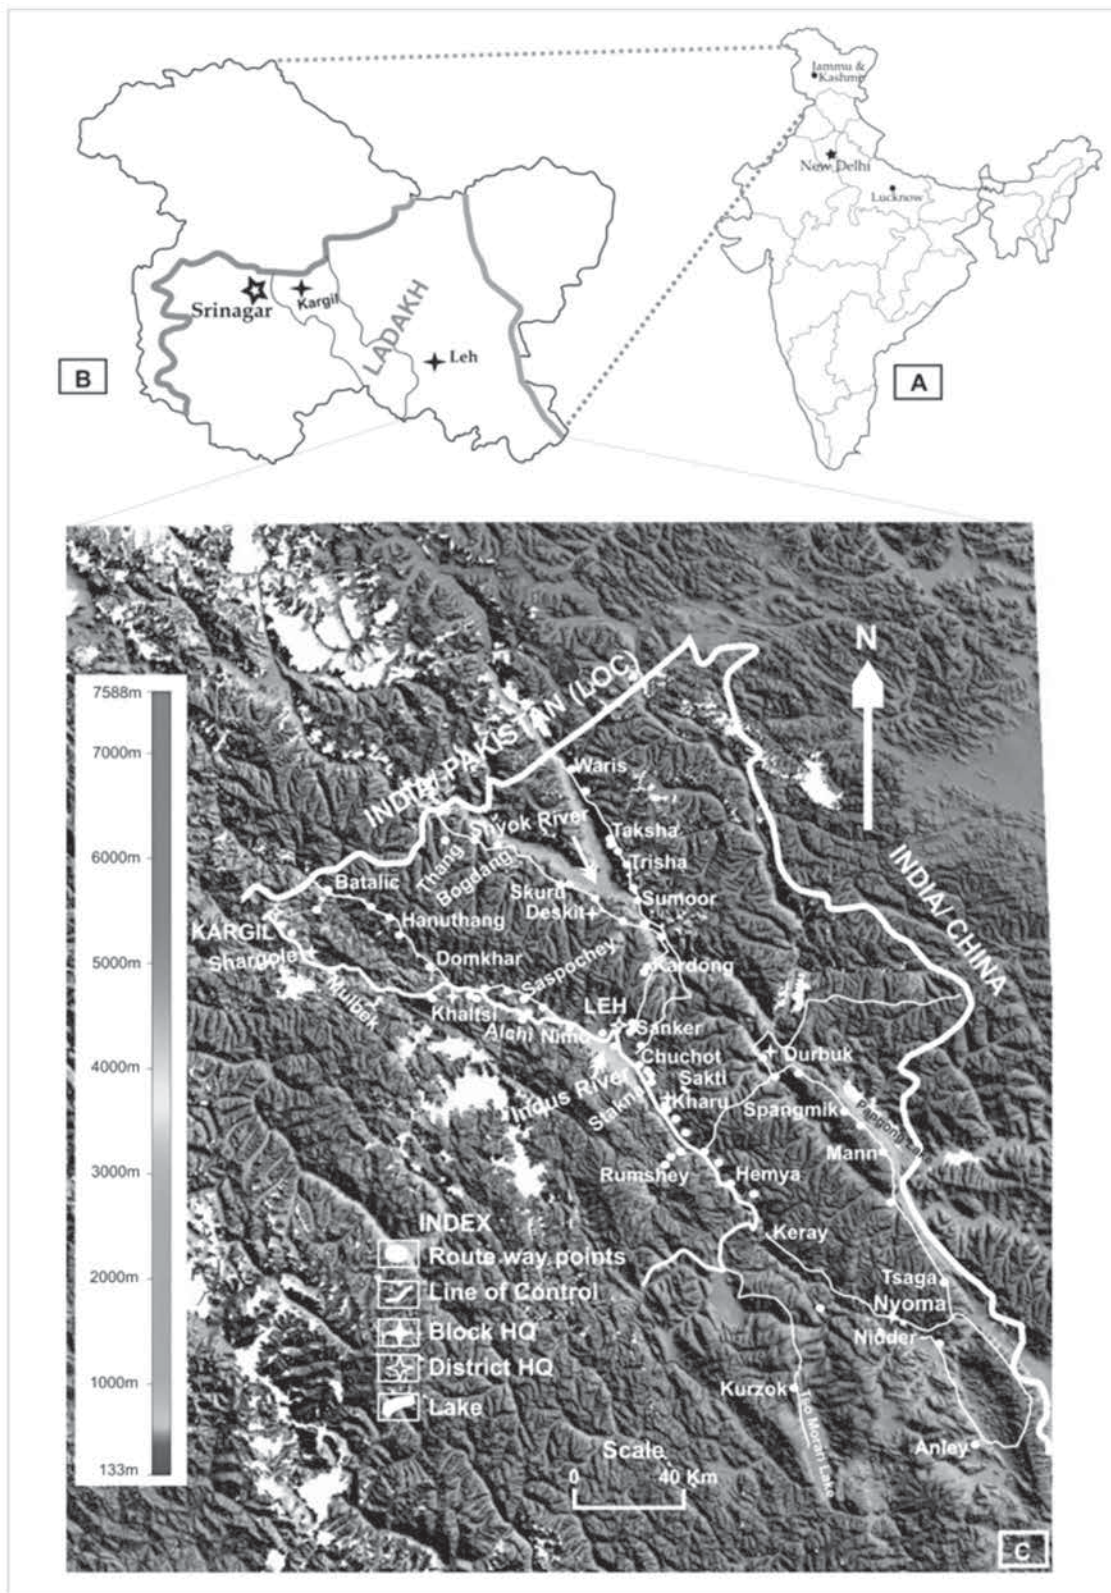 Jammu &
Kashmir
New Delhi
Lucknow
A
Srinagar
Kargil
LADAKH
Leh
B
N
7588m
7000m
6000m
5000m
4000m
3000m
2000m
1000m
133m
INDIA/ PAKISTAN (LOC)
INDIA/ CHINA
Waris
Shyok River
Taksha
Thang
Bogdang
Trisha
Batalic
Skuru
Sumoor
Deskit
Hanuthang
KARGIL
Shargole
Domkhar
Saspochey
Kardong
Mulbek
Khaltsi
LEH
Alchi
Nimo
Sanker
Chuchot
Durbuk
Indus River
Sakti
Stakna
Kharu
Spangmik
Mann
Rumshey
Hemya
Keray
Tsaga
Nyoma
Nidder
Kurzok
Tso Morari Lake
Anley
INDEX
Route way points
Line of Control
Block HQ
District HQ
Lake
Scale
0 40 Km
C